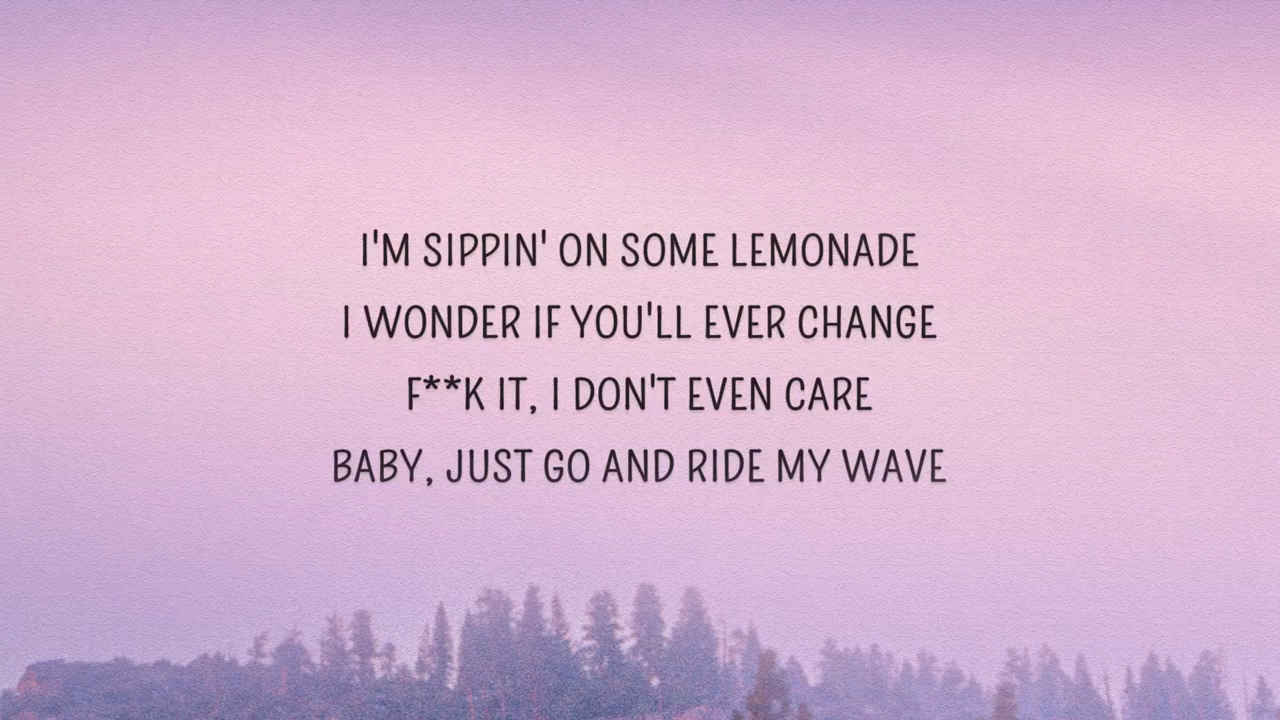 I'M SIPPIN' ON SOME LEMONADE
I WONDER IF YOU'LL EVER CHANGE
F**K IT, I DON'T EVEN CARE
BABY, JUST GO AND RIDE MY WAVE